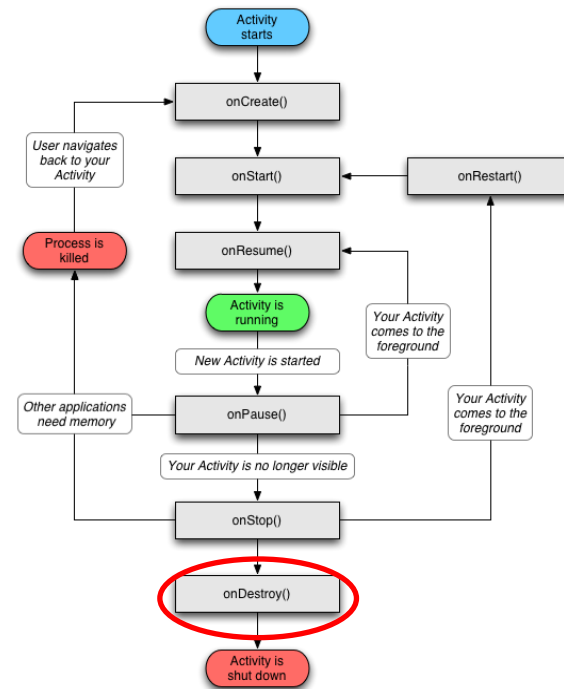 Activity
starts
onCreate()
User navigates
back to your
Activity
onStart()
onRestart()
Process is
killed
onResume()
Activity is
running
Your Activity
comes to the
foreground
New Activity is started
Other applications
need memory
onPause()
Your Activity
comes to the
foreground
Your Activity is no longer visible
onStop()
onDestroy()
Activity is
shut down